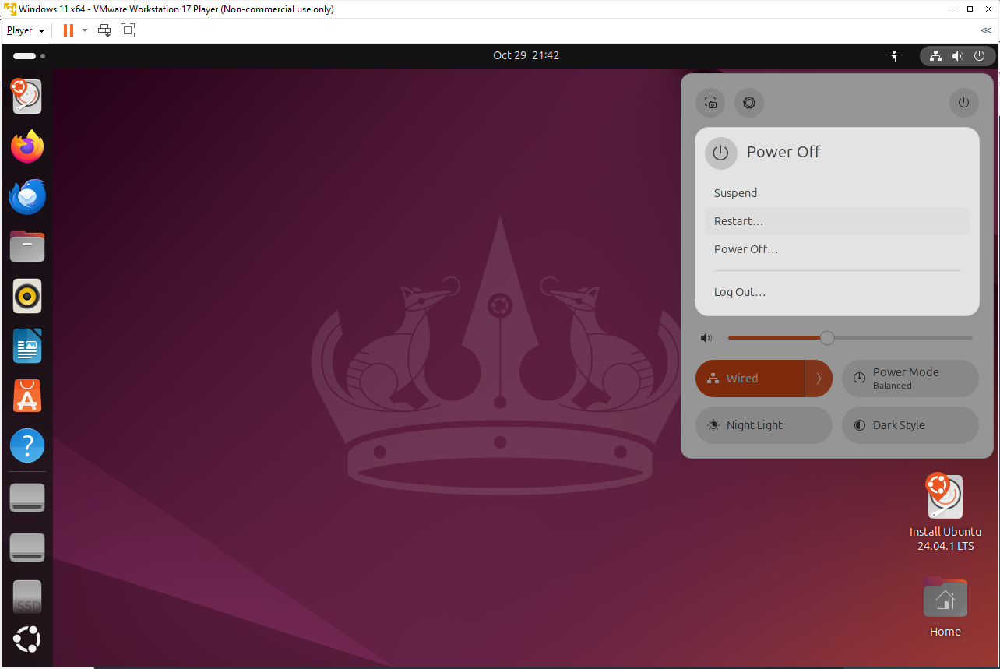 Windows 11 x64 - VMware Workstation 17 Player (Non-commercial use only)
Player
Oct 29 21:42
Power Off
Suspend
Restart…
Power Off…
Log Out…
Wired
Power Mode
Balanced
Night Light
Dark Style
?
SSD
Install Ubuntu
24.04.1 LTS
Home